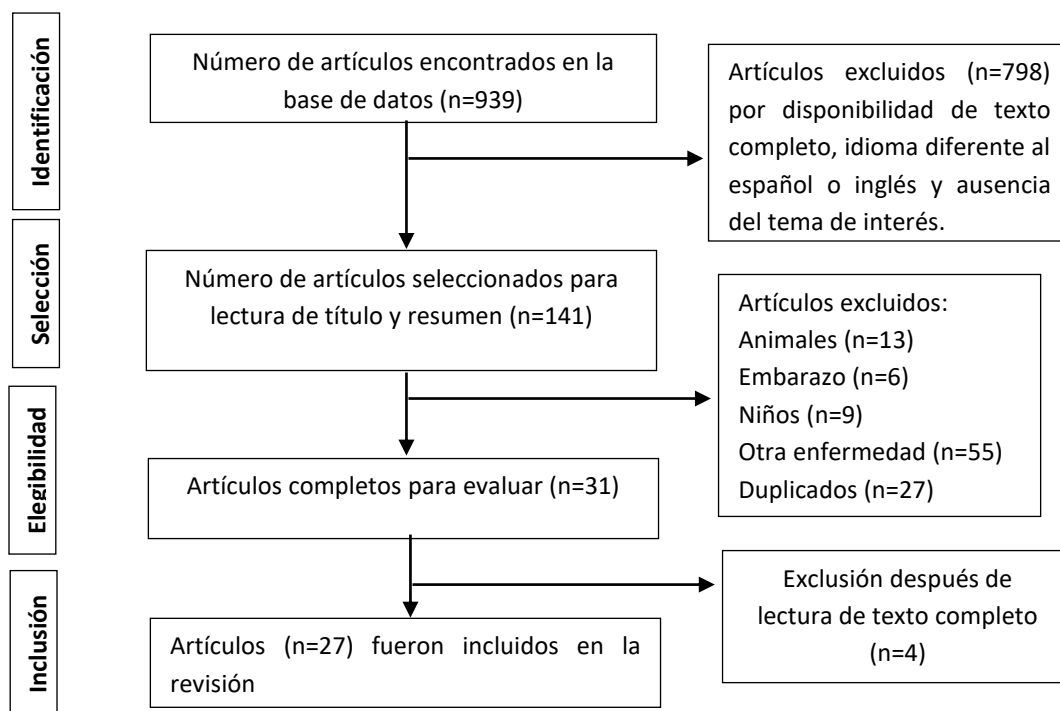 Identificación
Número de artículos encontrados en la
base de datos (n=939)
Artículos excluidos (n=798)
por disponibilidad de texto
completo, idioma diferente al
español o inglés y ausencia
del tema de interés.
Selección
Número de artículos seleccionados para
lectura de título y resumen (n=141)
Artículos excluidos:
Animales (n=13)
Embarazo (n=6)
Niños (n=9)
Otra enfermedad (n=55)
Duplicados (n=27)
Elegibilidad
Artículos completos para evaluar (n=31)
Exclusión después de
lectura de texto completo
(n=4)
Inclusión
Artículos (n=27) fueron incluidos en la
revisión